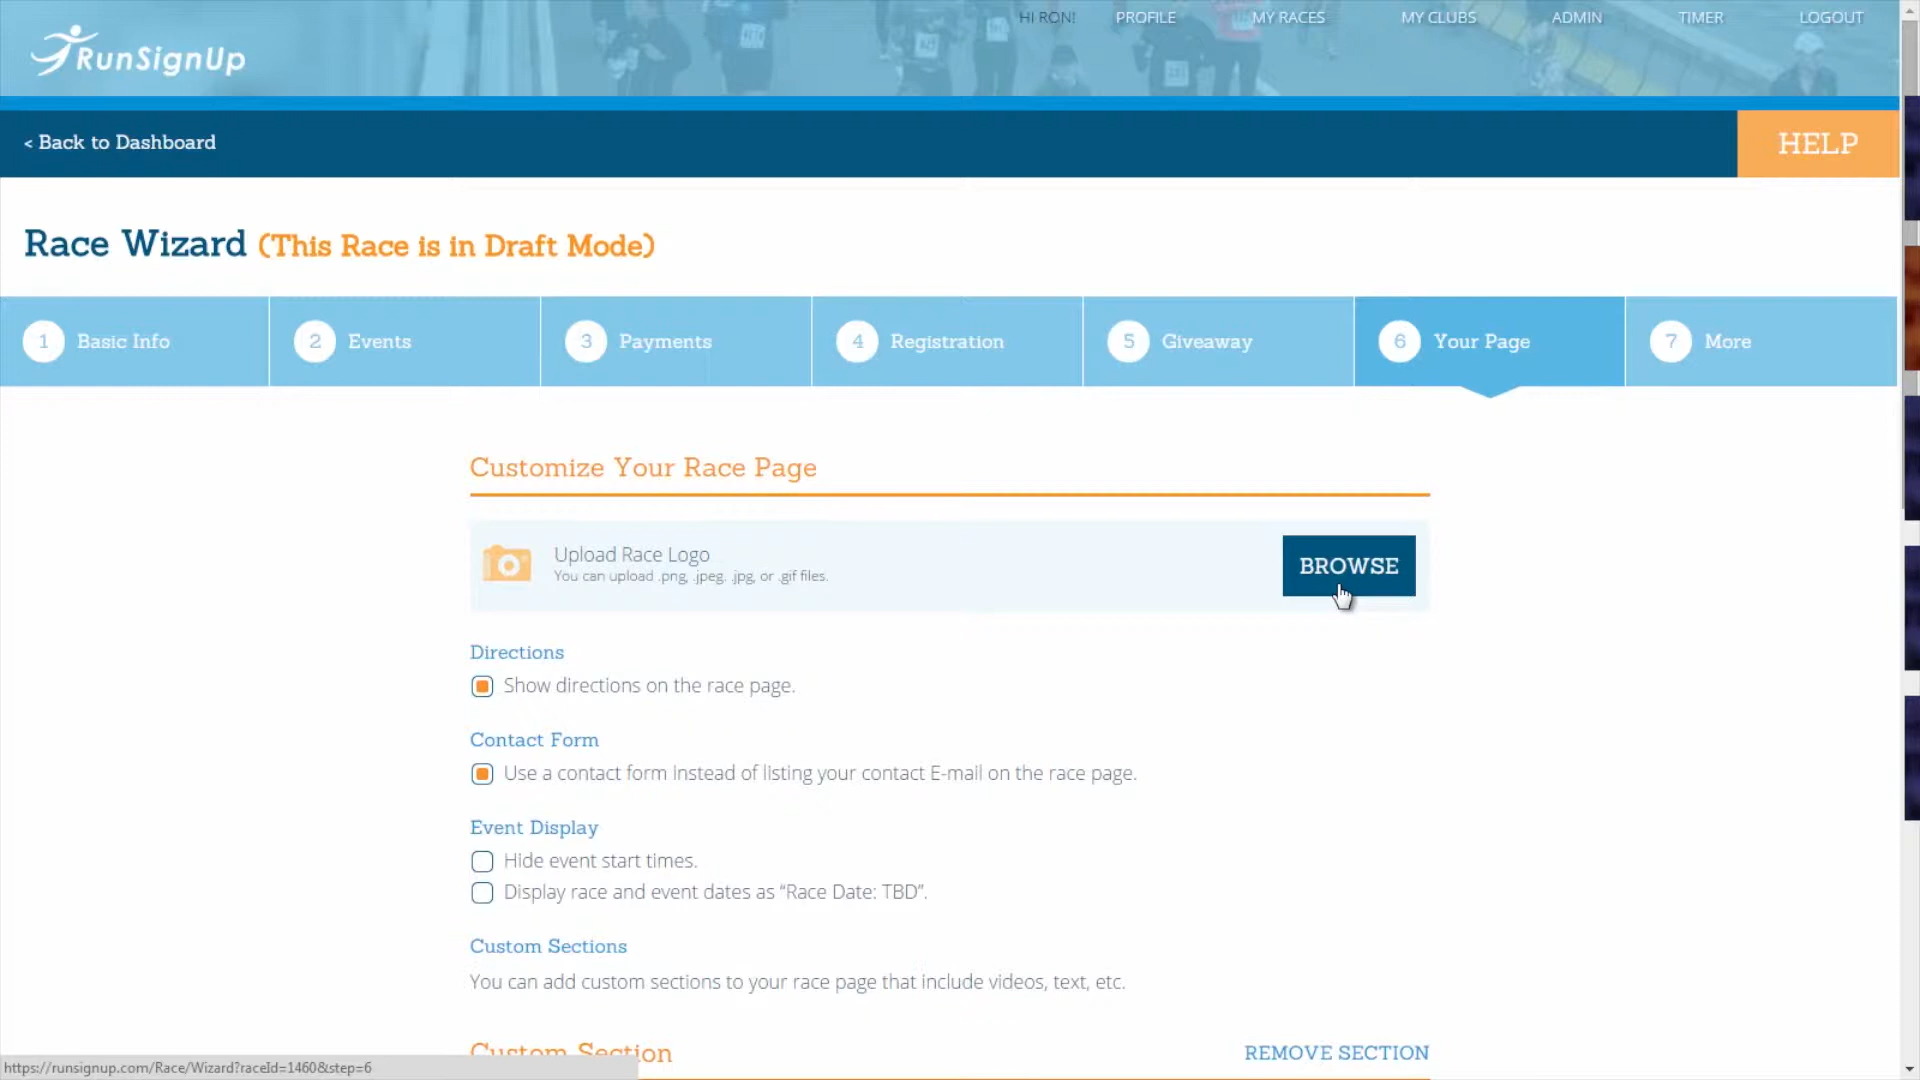 HI RON!
PROFILE
MY RACES
MY CLUBS
ADMIN
TIMER
LOGOUT
RunSignUp
< Back to Dashboard
HELP
Race Wizard (This Race is in Draft Mode)
1 Basic Info
2 Events
3 Payments
4 Registration
5 Giveaway
6 Your Page
7 More
Customize Your Race Page
Upload Race Logo
You can upload .png, .jpeg. .jpg, or .gif files.
BROWSE
Directions
Show directions on the race page.
Contact Form
Use a contact form instead of listing your contact E-mail on the race page.
Event Display
Hide event start times.
Display race and event dates as “Race Date: TBD”.
Custom Sections
You can add custom sections to your race page that include videos, text, etc.
Custom Section
REMOVE SECTION
https://runsignup.com/Race/Wizard?raceId=1460&step=6